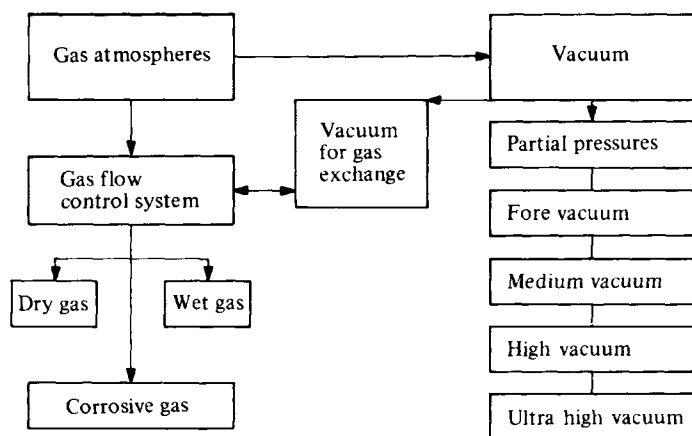 Gas atmospheres
Vacuum
Vacuum
for gas
exchange
Partial pressures
Gas flow
control system
Fore vacuum
Dry gas
Wet gas
Medium vacuum
High vacuum
Corrosive gas
Ultra high vacuum